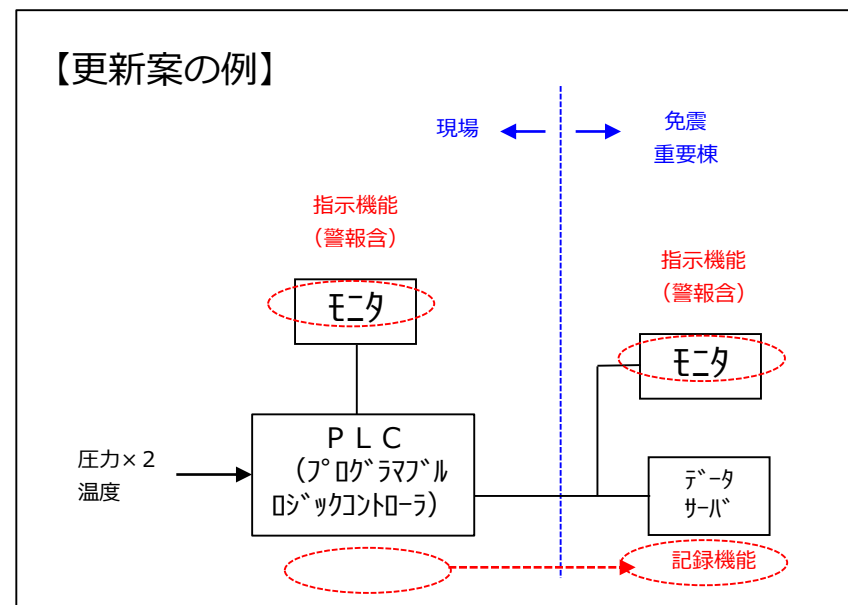 【更新案の例】
現場
免震
重要棟
指示機能
（警報含）
指示機能
（警報含）
ﾓﾆﾀ
ﾓﾆﾀ
ＰＬＣ
（ﾌﾟﾛｸﾞﾗﾏﾌﾞﾙ
ﾛｼﾞｯｸｺﾝﾄﾛｰﾗ）
圧力×２
温度
ﾃﾞｰﾀ
ｻｰﾊﾞ
記録機能